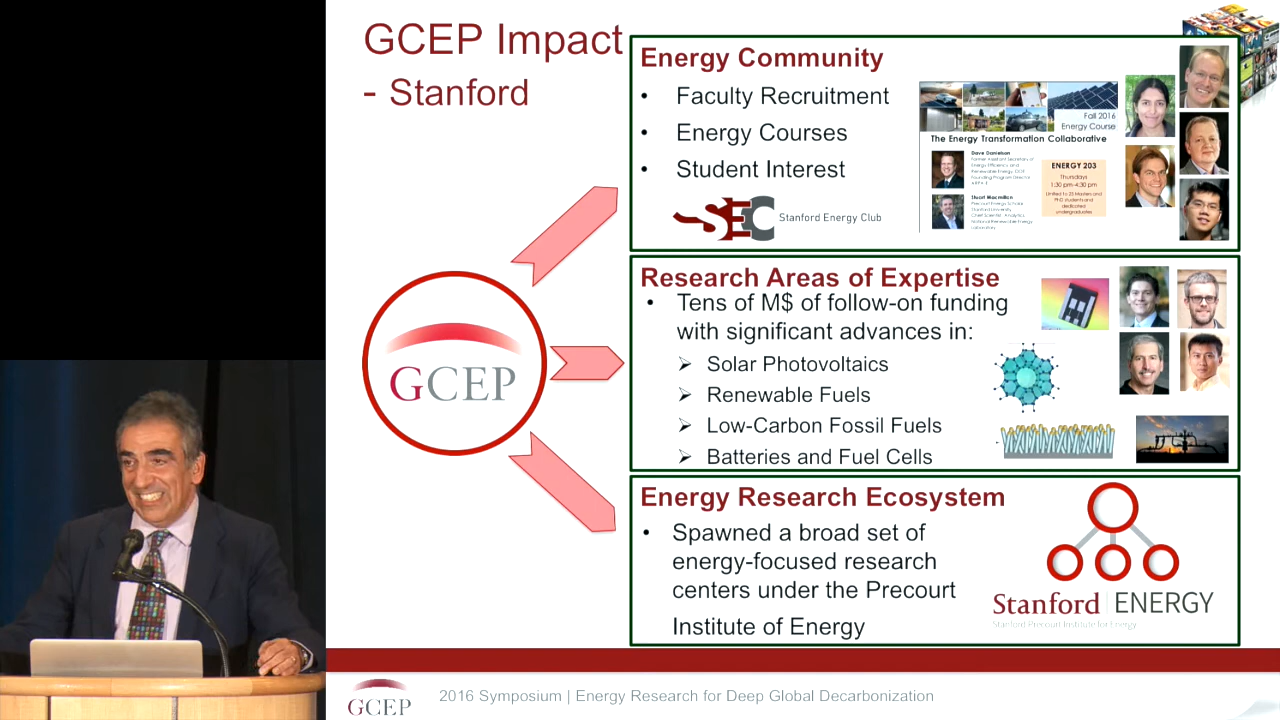 GCEP Impact
- Stanford
Energy Community
• Faculty Recruitment
• Energy Courses
• Student Interest
SEC Stanford Energy Club
Fall 2016
Energy Course
The Energy Transformation Collaborative
Dave Danielson
Former Assistant Secretary of
Energy Efficiency and
Renewable Energy, DOE
Founding Program Director
ARPA-E
ENERGY 203
Thursdays
1:30 pm-4:30 pm
Limited to 25 Masters and
PhD students and
dedicated
undergraduates
Stuart Macmillan
Precourt Energy Scholar
Stanford University
Chief Scientist, Analytics,
National Renewable Energy
Laboratory
GCEP
Research Areas of Expertise
• Tens of M$ of follow-on funding
with significant advances in:
➢ Solar Photovoltaics
➢ Renewable Fuels
➢ Low-Carbon Fossil Fuels
➢ Batteries and Fuel Cells
Energy Research Ecosystem
• Spawned a broad set of
energy-focused research
centers under the Precourt
Institute of Energy
Stanford | ENERGY
Stanford Precourt Institute for Energy
GCEP
2016 Symposium | Energy Research for Deep Global Decarbonization